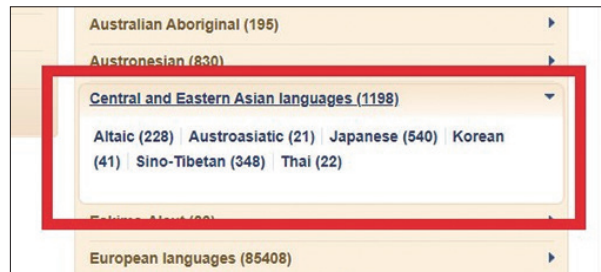 Australian Aboriginal (195)
Austronesian (830)
Central and Eastern Asian languages (1198)
Altaic (228) Austroasiatic (21) Japanese (540) Korean
(41) Sino-Tibetan (348) Thai (22)
European languages (85408)